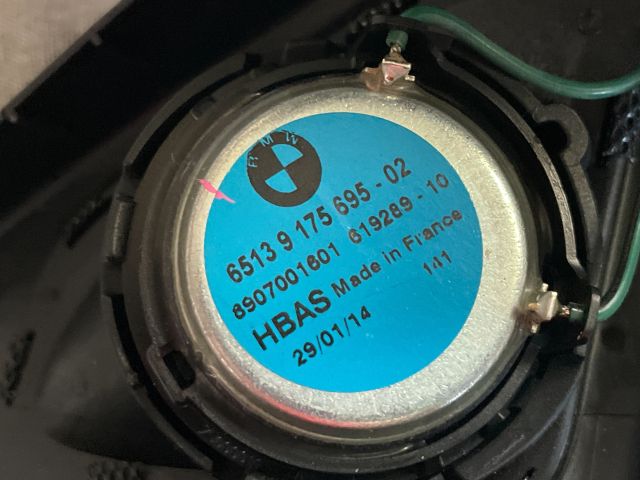 BMW
6513 9 175 695 - 02
8907001601 619289 - 10
HBAS Made in France
29/01/14 141